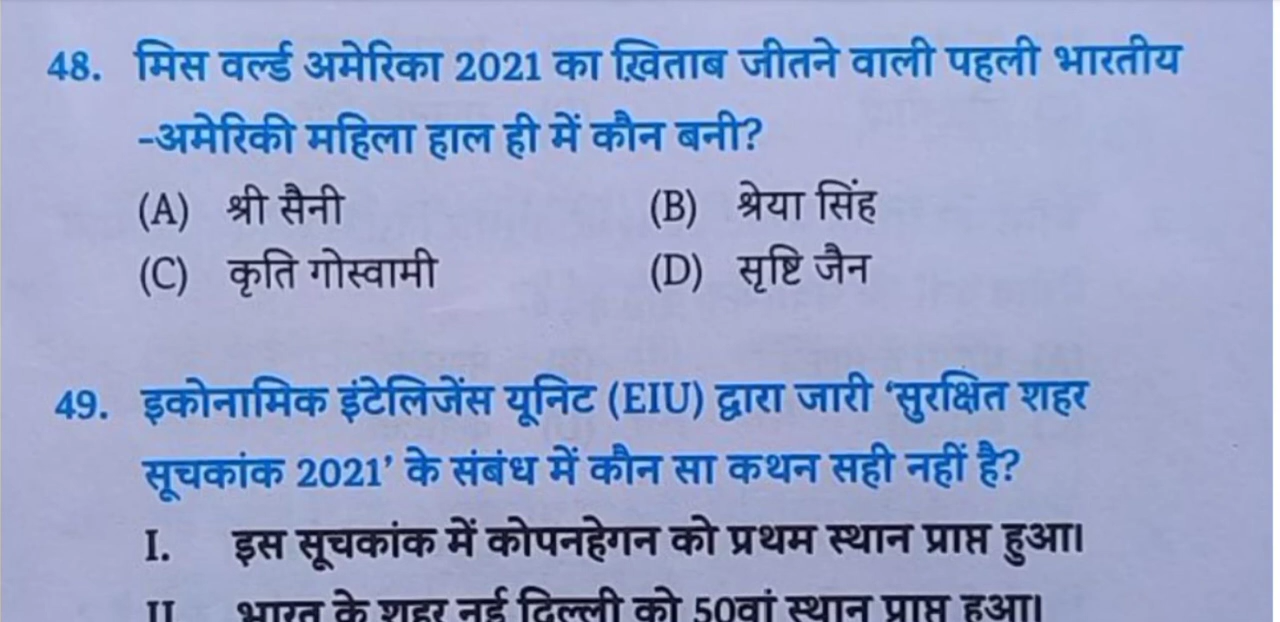 48. मिस वर्ल्ड अमेरिका 2021 का ख़िताब जीतने वाली पहली भारतीय
-अमेरिकी महिला हाल ही में कौन बनी?
(A) श्री सैनी (B) श्रेया सिंह
(C) कृति गोस्वामी (D) सृष्टि जैन
49. इकोनामिक इंटेलिजेंस यूनिट (EIU) द्वारा जारी ‘सुरक्षित शहर
सूचकांक 2021’ के संबंध में कौन सा कथन सही नहीं है?
I. इस सूचकांक में कोपनहेगन को प्रथम स्थान प्राप्त हुआ।
II भारत के शहर नई दिल्ली को 50वां स्थान प्राप्त हुआ।